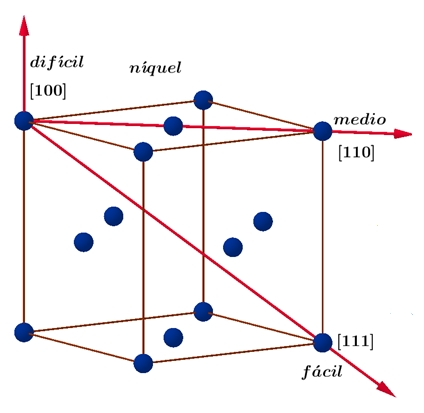 difícil
[100]
níquel
medio
[110]
[111]
fácil